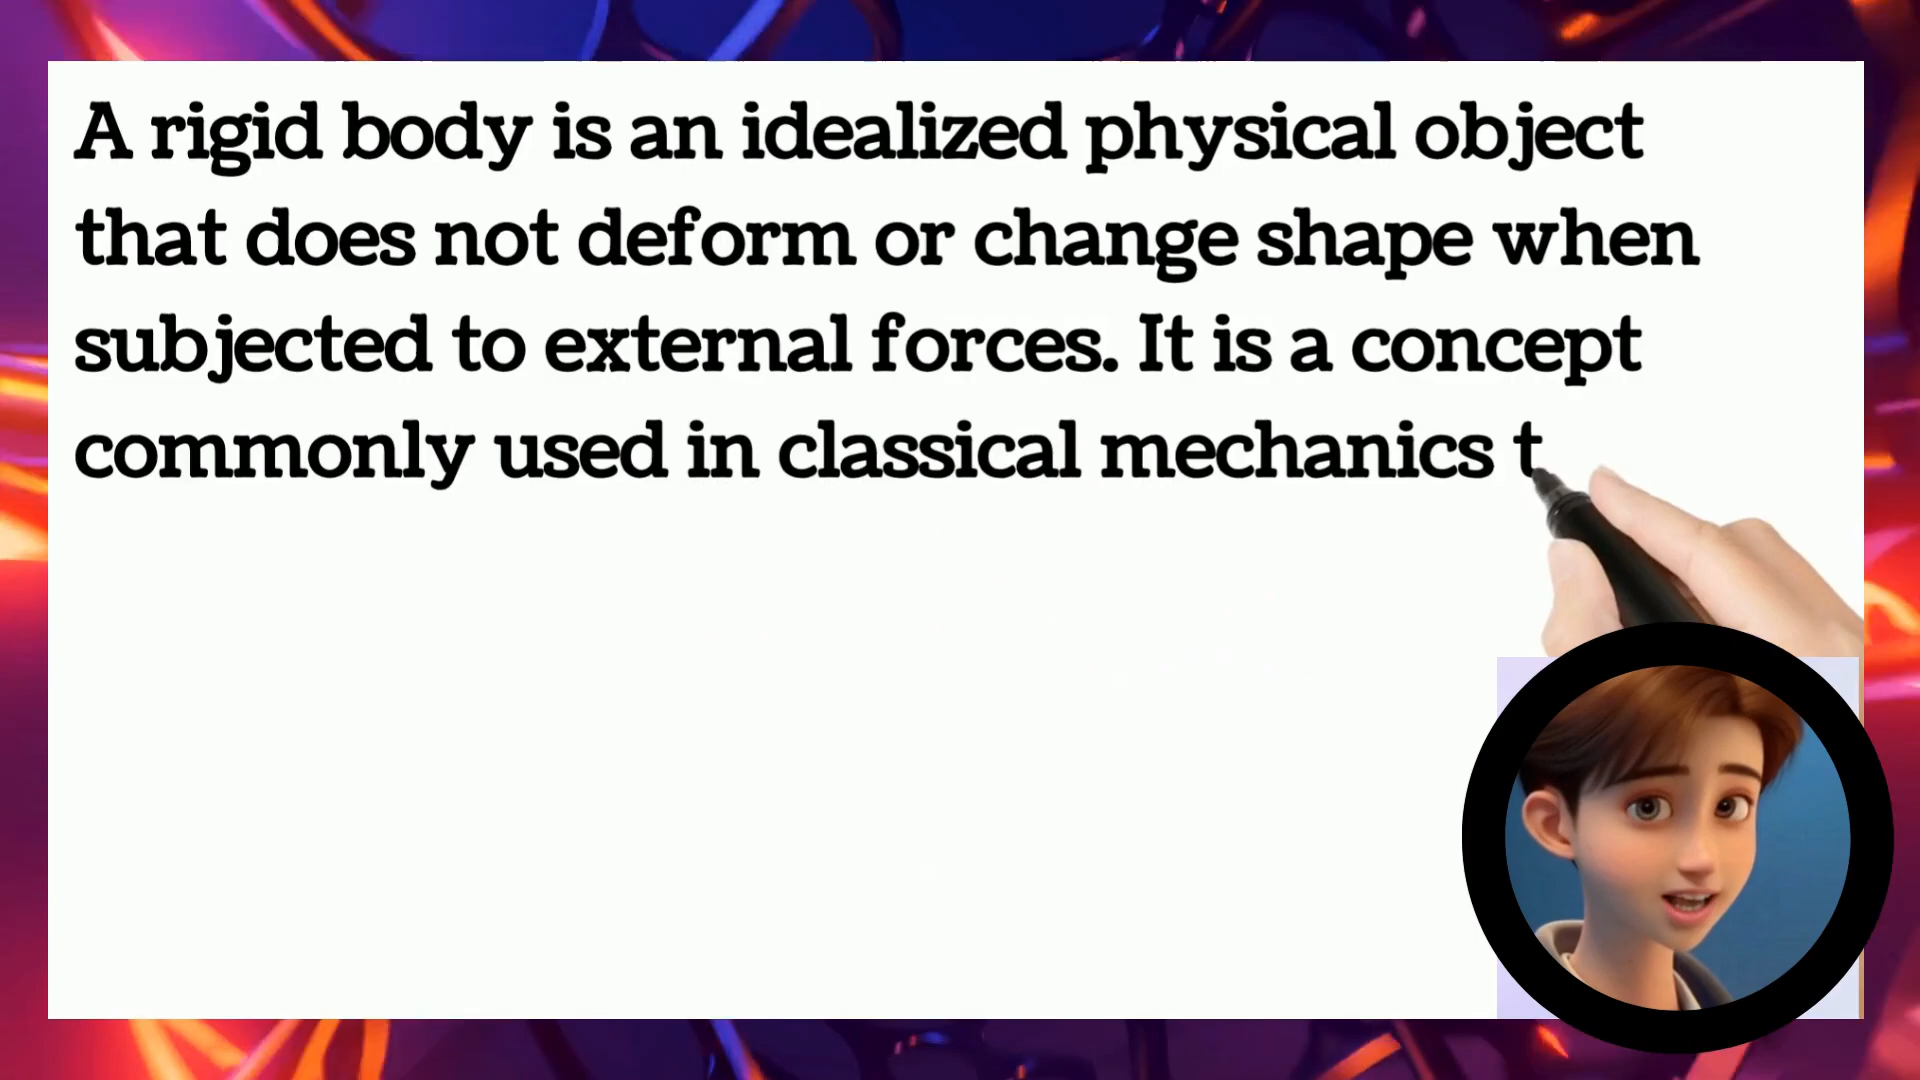 A rigid body is an idealized physical object
that does not deform or change shape when
subjected to external forces. It is a concept
commonly used in classical mechanics t